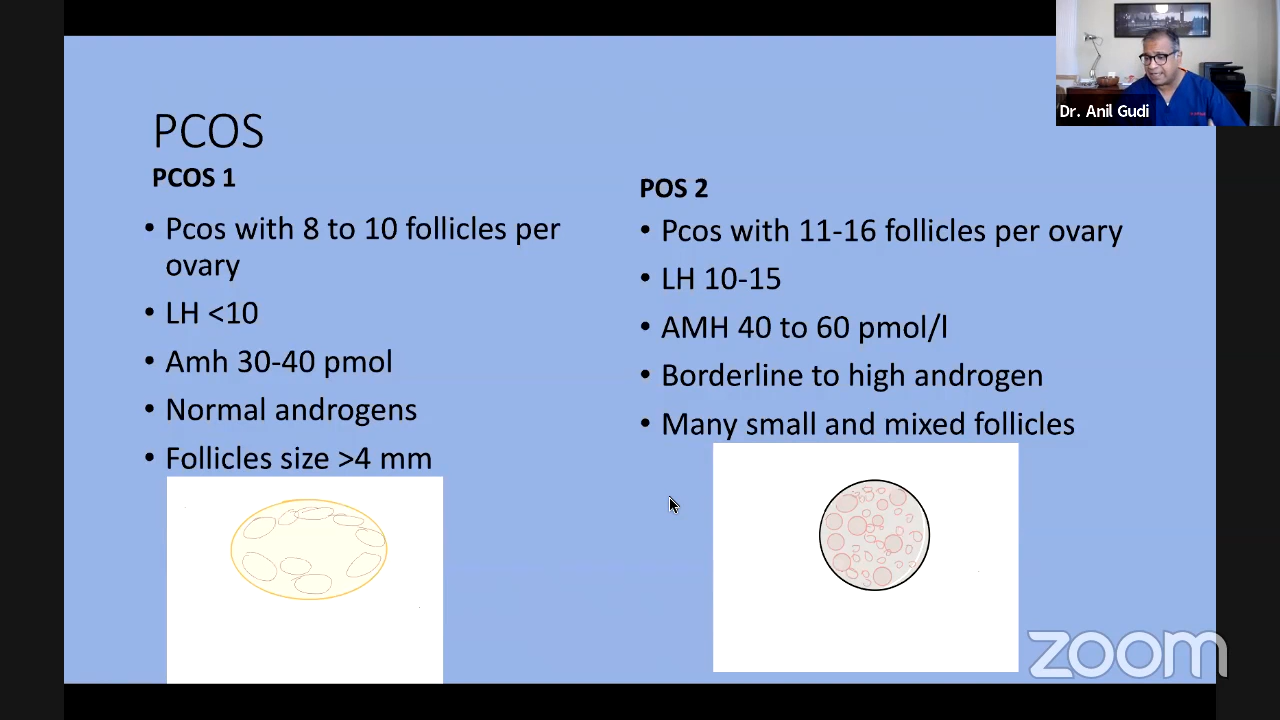 Dr. Anil Gudi
PCOS
PCOS 1
• Pcos with 8 to 10 follicles per
ovary
• LH <10
• Amh 30-40 pmol
• Normal androgens
• Follicles size >4 mm
POS 2
• Pcos with 11-16 follicles per ovary
• LH 10-15
• AMH 40 to 60 pmol/l
• Borderline to high androgen
• Many small and mixed follicles
zoom